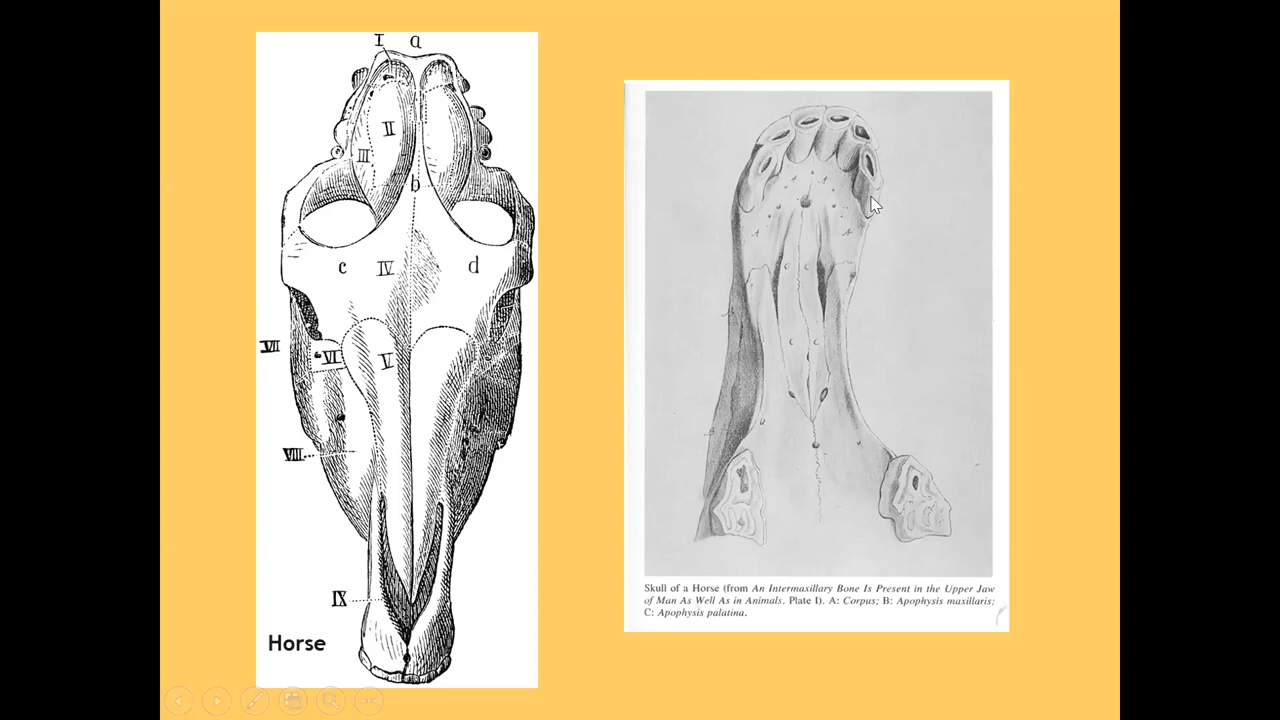 I a
II
III
b
c IV d
VII VI V
VIII
IX
Horse
Skull of a Horse (from An Intermaxillary Bone Is Present in the Upper Jaw
of Man As Well As in Animals, Plate I). A: Corpus; B: Apophysis maxillaris;
C: Apophysis palatina.